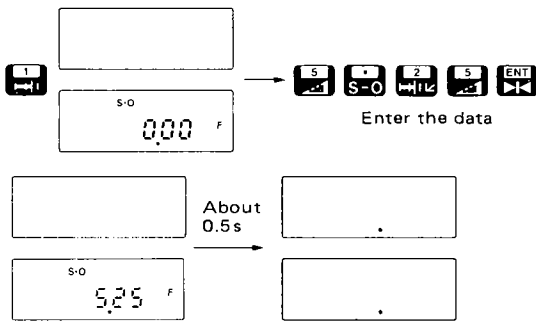 1
S·O
0.00 F
5 · 2 5 ENT
S-O
Enter the data
About
0.5s
S·O
5.25 F